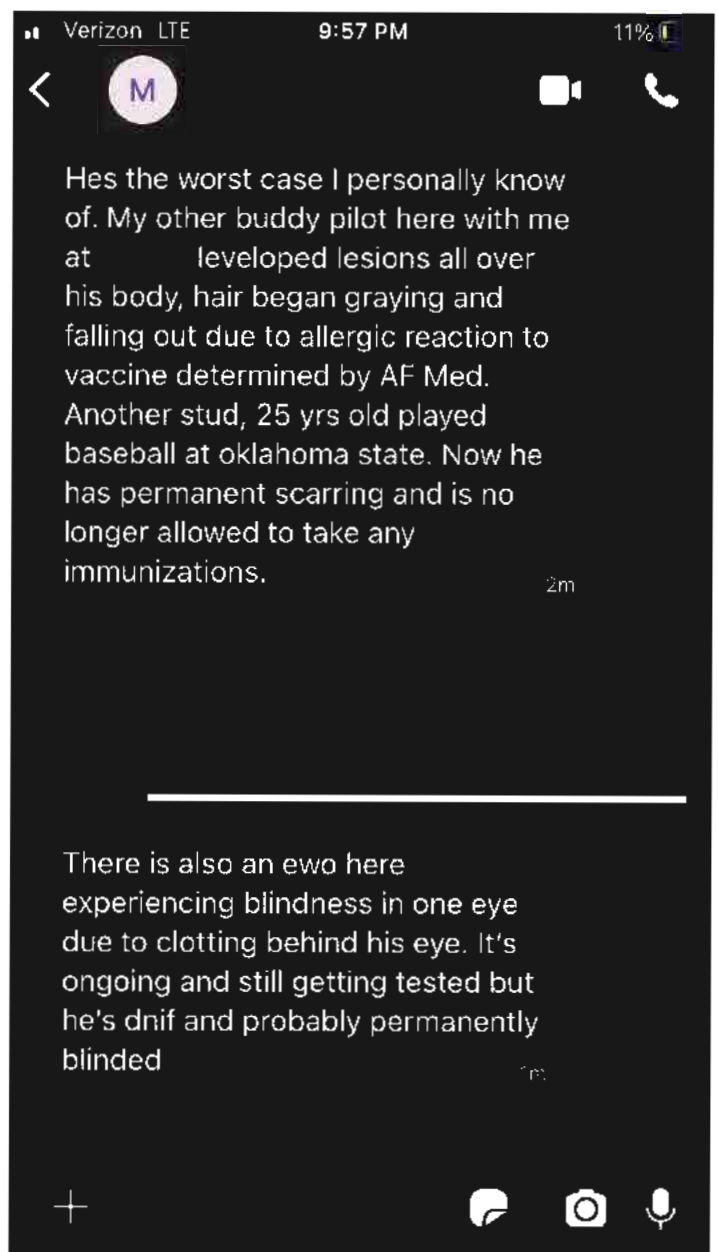 Verizon LTE 9:57 PM 11%
M
Hes the worst case I personally know
of. My other buddy pilot here with me
at leveloped lesions all over
his body, hair began graying and
falling out due to allergic reaction to
vaccine determined by AF Med.
Another stud, 25 yrs old played
baseball at oklahoma state. Now he
has permanent scarring and is no
longer allowed to take any
immunizations.
2m
There is also an ewo here
experiencing blindness in one eye
due to clotting behind his eye. It's
ongoing and still getting tested but
he's dnif and probably permanently
blinded